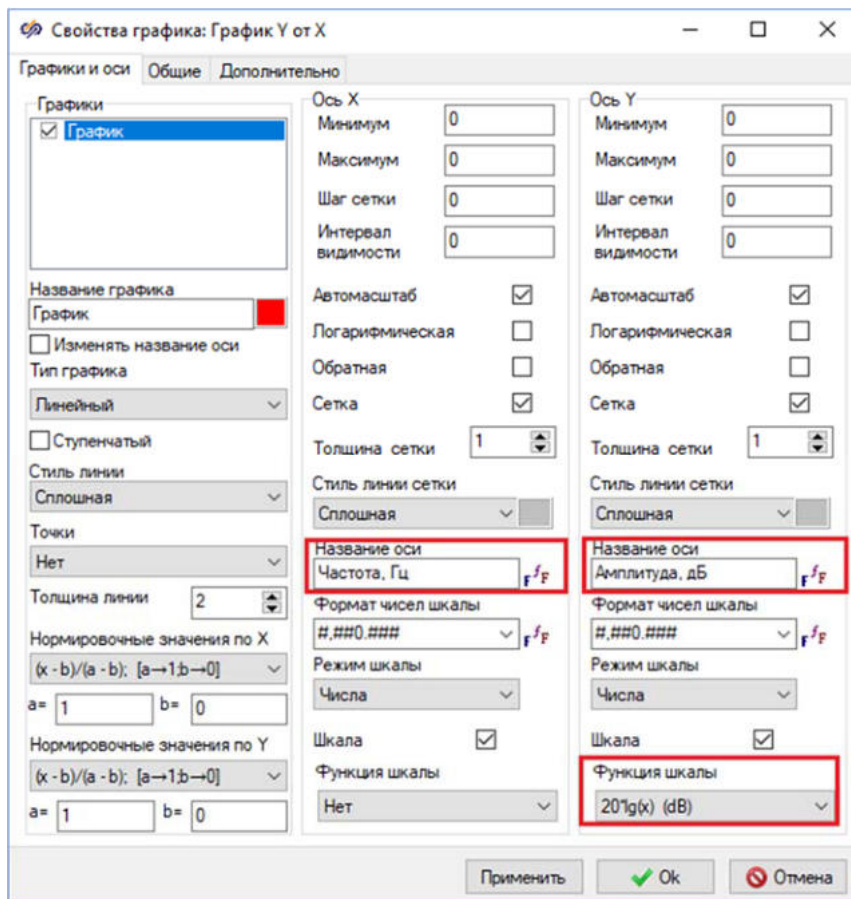 Свойства графика: График Y от X
Графики и оси Общие Дополнительно
Графики
График
Название графика
График
Изменять название оси
Тип графика
Линейный
Ступенчатый
Стиль линии
Сплошная
Точки
Нет
Толщина линии 2
Нормировочные значения по X
(x - b)/(a - b); [a→1;b→0]
a= 1 b= 0
Нормировочные значения по Y
(x - b)/(a - b); [a→1;b→0]
a= 1 b= 0
Ось X
Минимум 0
Максимум 0
Шаг сетки 0
Интервал
видимости 0
Автомасштаб
Логарифмическая
Обратная
Сетка
Толщина сетки 1
Стиль линии сетки
Сплошная
Название оси
Частота, Гц FfF
Формат чисел шкалы
#,##0.### FfF
Режим шкалы
Числа
Шкала
Функция шкалы
Нет
Ось Y
Минимум 0
Максимум 0
Шаг сетки 0
Интервал
видимости 0
Автомасштаб
Логарифмическая
Обратная
Сетка
Толщина сетки 1
Стиль линии сетки
Сплошная
Название оси
Амплитуда, дБ FfF
Формат чисел шкалы
#,##0.### FfF
Режим шкалы
Числа
Шкала
Функция шкалы
20*lg(x) (dB)
Применить Ok Отмена